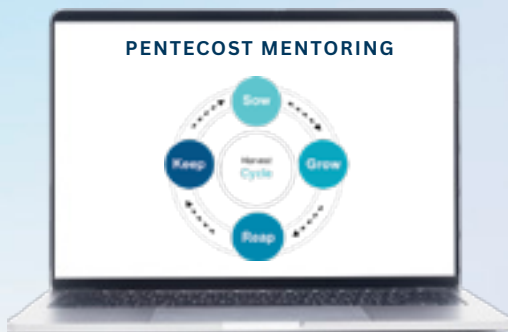 PENTECOST MENTORING
Sow
Keep
Harvest
Cycle
Grow
Reap